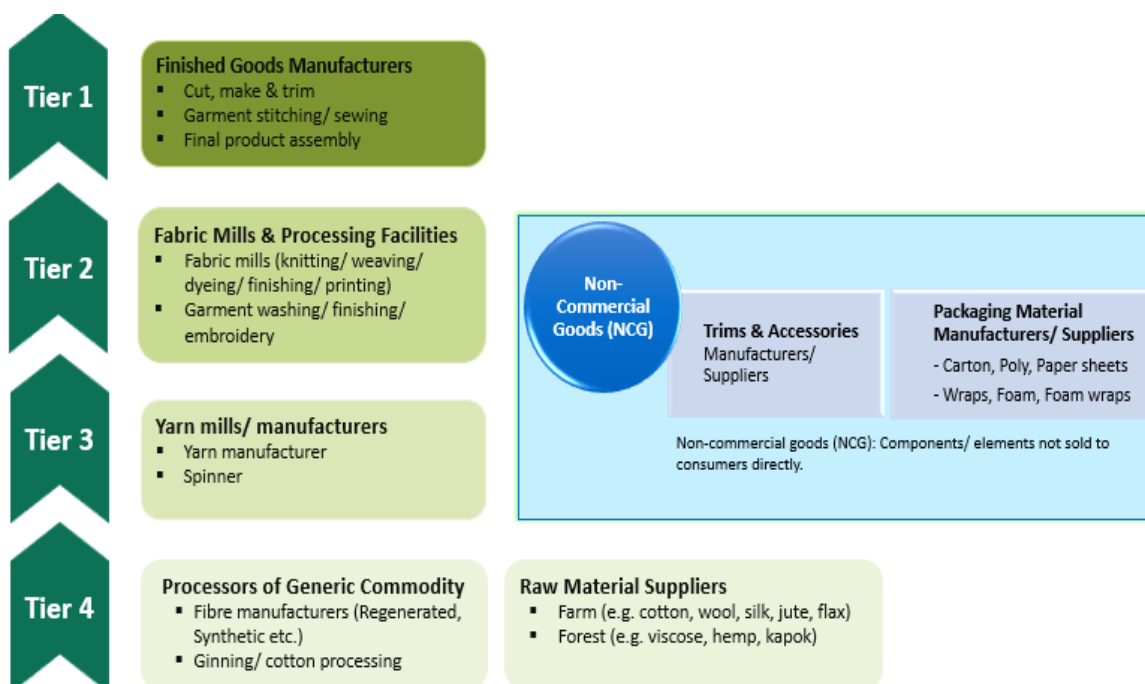 Tier 1
Finished Goods Manufacturers
▪ Cut, make & trim
▪ Garment stitching/ sewing
▪ Final product assembly
Tier 2
Fabric Mills & Processing Facilities
▪ Fabric mills (knitting/ weaving/
dyeing/ finishing/ printing)
▪ Garment washing/ finishing/
embroidery
Non-
Commercial
Goods (NCG)
Trims & Accessories
Manufacturers/
Suppliers
Packaging Material
Manufacturers/ Suppliers
- Carton, Poly, Paper sheets
- Wraps, Foam, Foam wraps
Non-commercial goods (NCG): Components/ elements not sold to
consumers directly.
Tier 3
Yarn mills/ manufacturers
▪ Yarn manufacturer
▪ Spinner
Tier 4
Processors of Generic Commodity
▪ Fibre manufacturers (Regenerated,
Synthetic etc.)
▪ Ginning/ cotton processing
Raw Material Suppliers
▪ Farm (e.g. cotton, wool, silk, jute, flax)
▪ Forest (e.g. viscose, hemp, kapok)